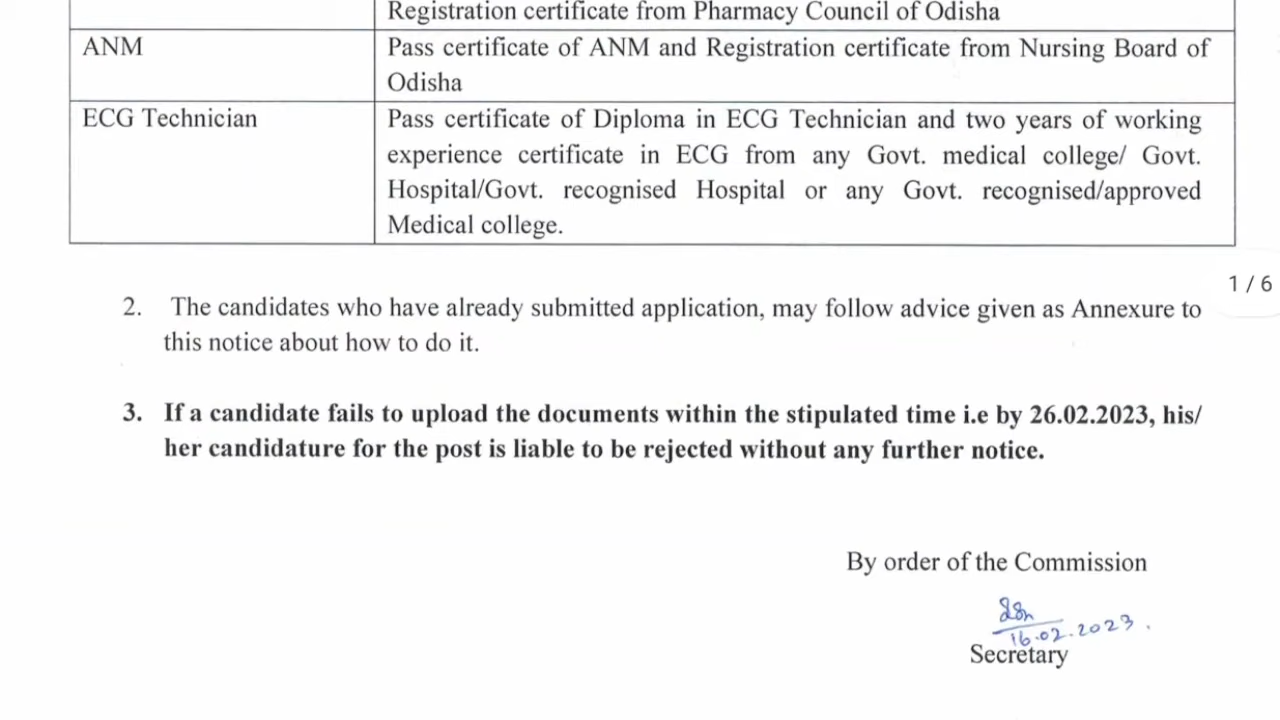 Registration certificate from Pharmacy Council of Odisha
ANM
Pass certificate of ANM and Registration certificate from Nursing Board of
Odisha
ECG Technician
Pass certificate of Diploma in ECG Technician and two years of working
experience certificate in ECG from any Govt. medical college/ Govt.
Hospital/Govt. recognised Hospital or any Govt. recognised/approved
Medical college.
1 / 6
2. The candidates who have already submitted application, may follow advice given as Annexure to
this notice about how to do it.
3. If a candidate fails to upload the documents within the stipulated time i.e by 26.02.2023, his/
her candidature for the post is liable to be rejected without any further notice.
By order of the Commission
16.02.2023.
Secretary